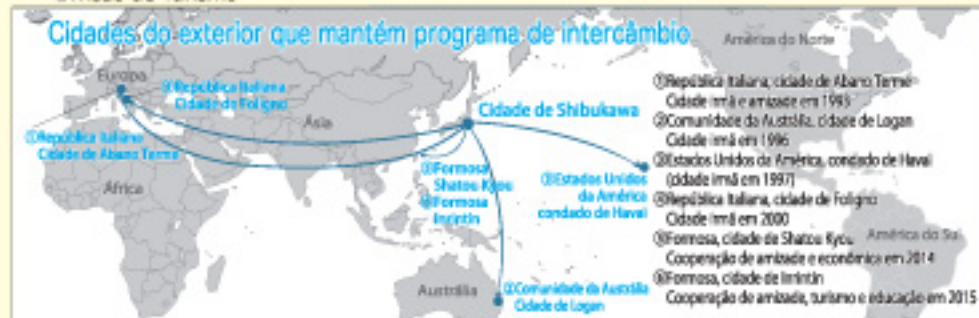 Cidades do exterior que mantém programa de intercâmbio
América do Norte
Europa
④República Italiana
Cidade de Foligno
Cidade de Shibukawa
Ásia
①República Italiana
Cidade de Abano Terme
África
⑤Formosa
Shatou Kyou
⑥Formosa
Inrintin
③Estados Unidos
da América
condado de Havaí
Austrália
②Comunidade da Austrália
Cidade de Logan
América do Sul
①República Italiana, cidade de Abano Terme
Cidade irmã e amizade em 1993
②Comunidade da Austrália, cidade de Logan
Cidade irmã em 1996
③Estados Unidos da América, condado de Havaí
(cidade irmã em 1997)
④República Italiana, cidade de Foligno
Cidade irmã em 2000
⑤Formosa, cidade de Shatou Kyou
Cooperação de amizade e econômica em 2014
⑥Formosa, cidade de Inrintin
Cooperação de amizade, turismo e educação em 2015